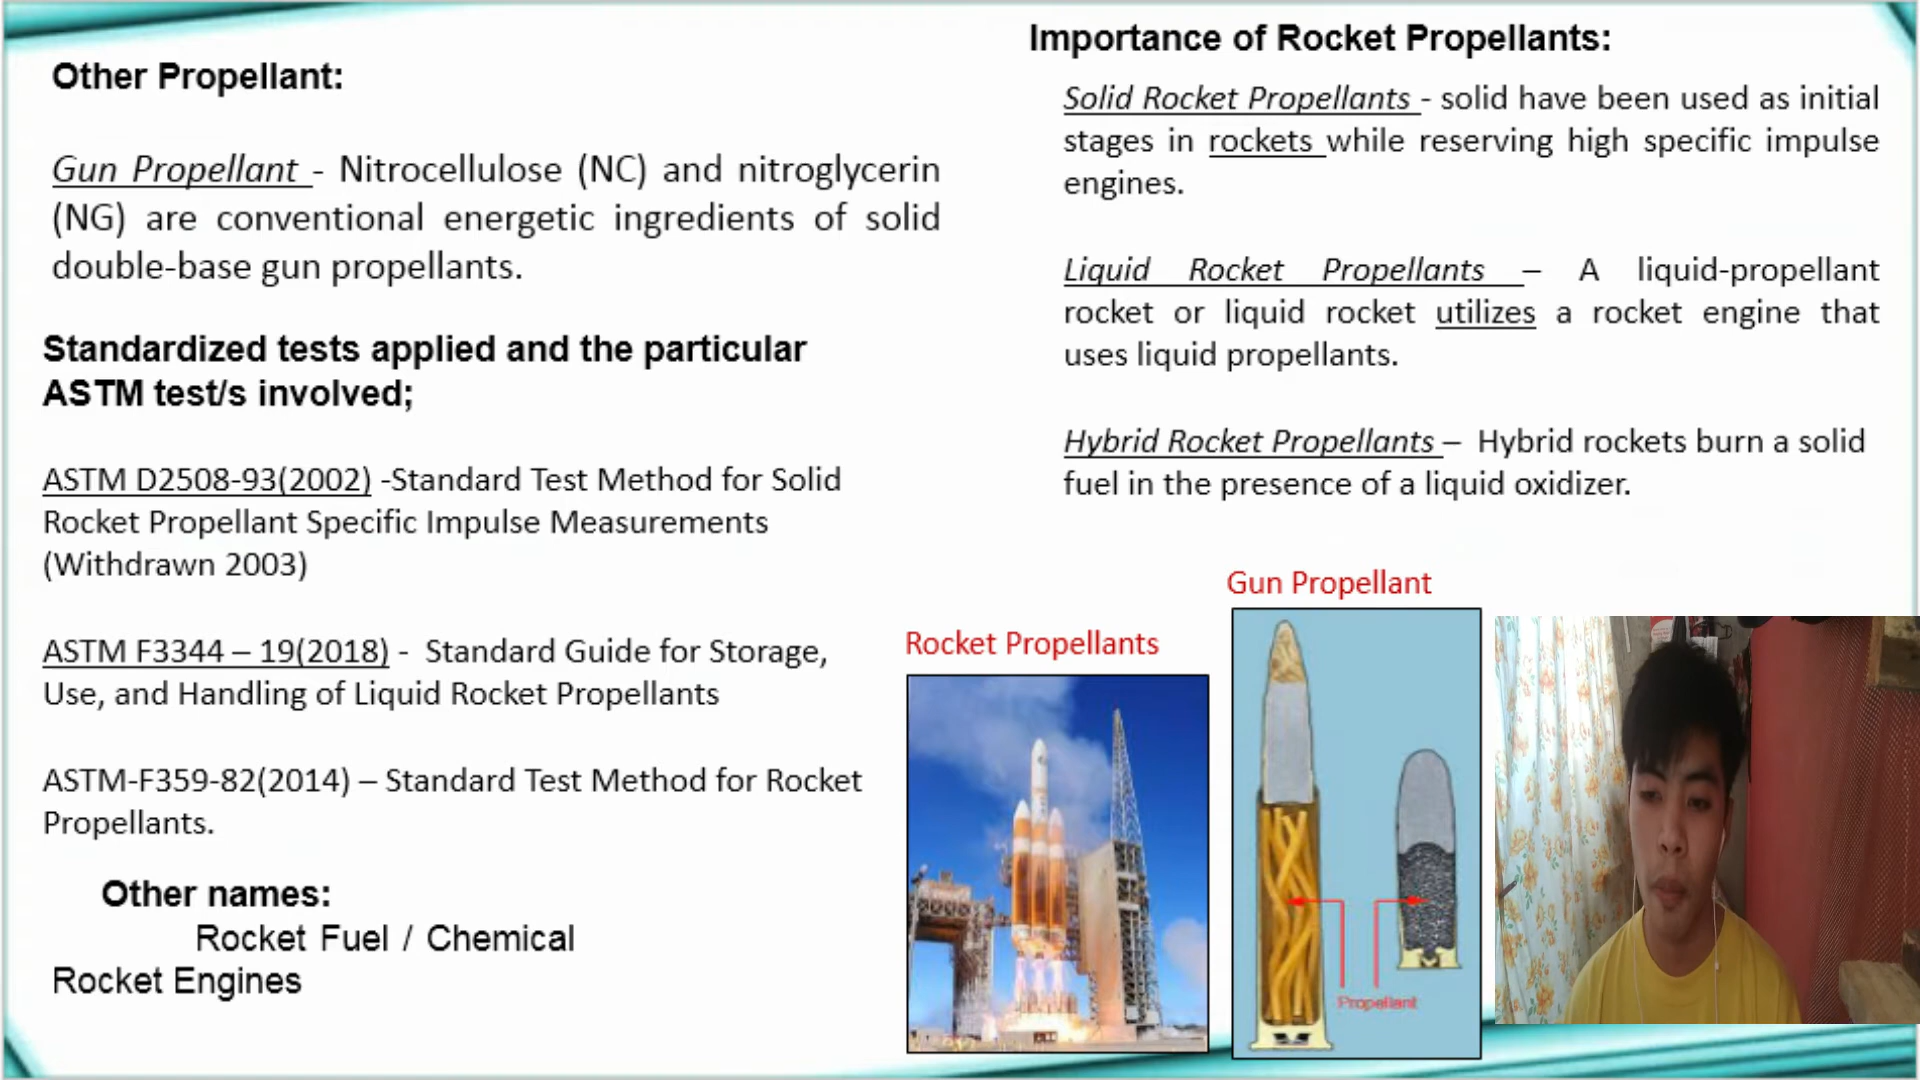 Other Propellant:
Gun Propellant - Nitrocellulose (NC) and nitroglycerin
(NG) are conventional energetic ingredients of solid
double-base gun propellants.
Standardized tests applied and the particular
ASTM test/s involved;
ASTM D2508-93(2002) -Standard Test Method for Solid
Rocket Propellant Specific Impulse Measurements
(Withdrawn 2003)
ASTM F3344 – 19(2018) - Standard Guide for Storage,
Use, and Handling of Liquid Rocket Propellants
ASTM-F359-82(2014) – Standard Test Method for Rocket
Propellants.
Other names:
Rocket Fuel / Chemical
Rocket Engines
Importance of Rocket Propellants:
Solid Rocket Propellants - solid have been used as initial
stages in rockets while reserving high specific impulse
engines.
Liquid Rocket Propellants – A liquid-propellant
rocket or liquid rocket utilizes a rocket engine that
uses liquid propellants.
Hybrid Rocket Propellants – Hybrid rockets burn a solid
fuel in the presence of a liquid oxidizer.
Rocket Propellants
Gun Propellant
Propellant